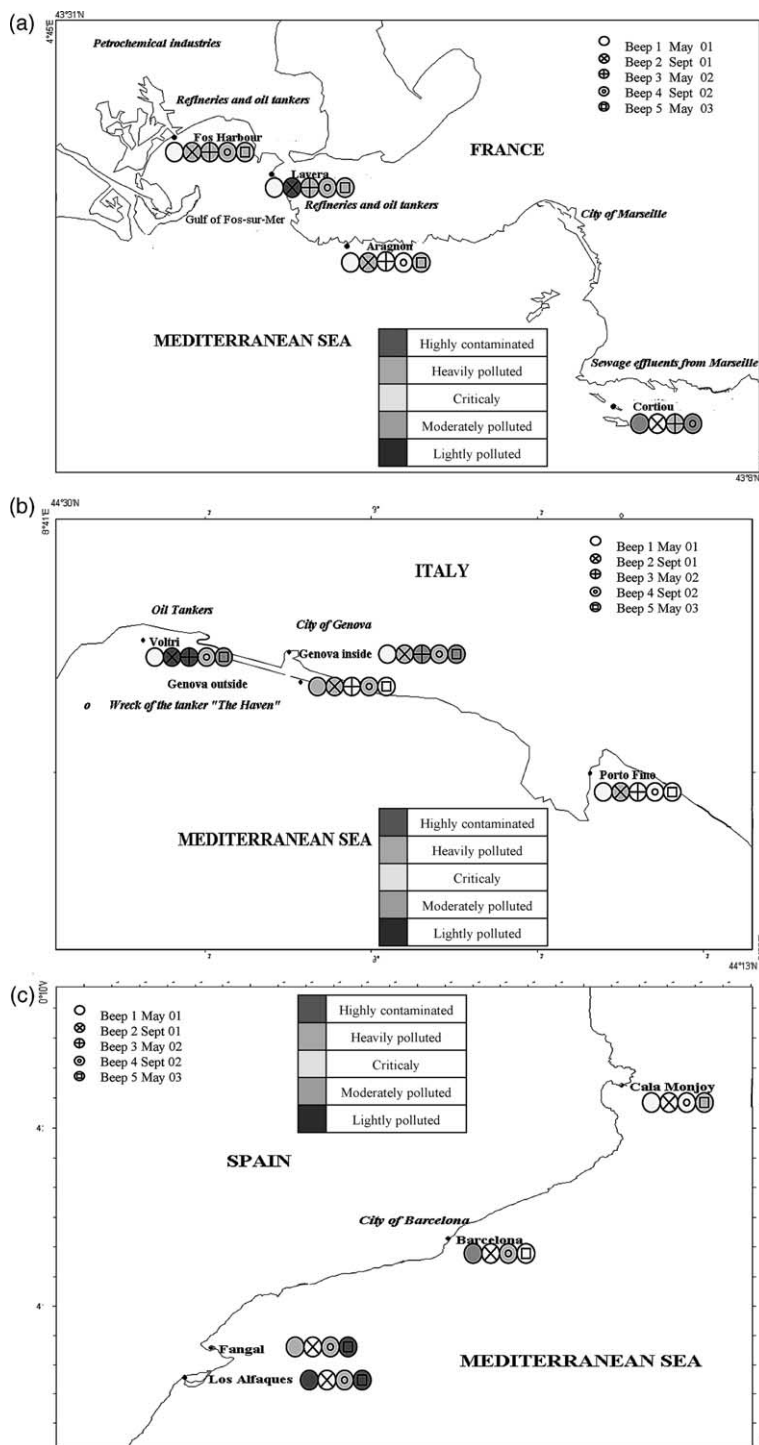 (a)
43°31N
4°45E
Petrochemical industries
Beep 1 May 01
Beep 2 Sept 01
Beep 3 May 02
Beep 4 Sept 02
Beep 5 May 03
Refineries and oil tankers
Fos Harbour
FRANCE
Lavera
Refineries and oil tankers
Gulf of Fos-sur-Mer
City of Marseille
Aragnon
MEDITERRANEAN SEA
Highly contaminated
Heavily polluted
Criticaly
Moderately polluted
Lightly polluted
Sewage effluents from Marseille
Cortiou
43°8N
(b)
44°30N
8°41E
Beep 1 May 01
Beep 2 Sept 01
Beep 3 May 02
Beep 4 Sept 02
Beep 5 May 03
ITALY
Oil Tankers
City of Genova
Voltri
Genova inside
Genova outside
o Wreck of the tanker "The Haven"
Porto Fino
MEDITERRANEAN SEA
Highly contaminated
Heavily polluted
Criticaly
Moderately polluted
Lightly polluted
44°13N
(c)
0°10V
Beep 1 May 01
Beep 2 Sept 01
Beep 3 May 02
Beep 4 Sept 02
Beep 5 May 03
Highly contaminated
Heavily polluted
Criticaly
Moderately polluted
Lightly polluted
Cala Monjoy
SPAIN
City of Barcelona
Barcelona
Fangal
MEDITERRANEAN SEA
Los Alfaques